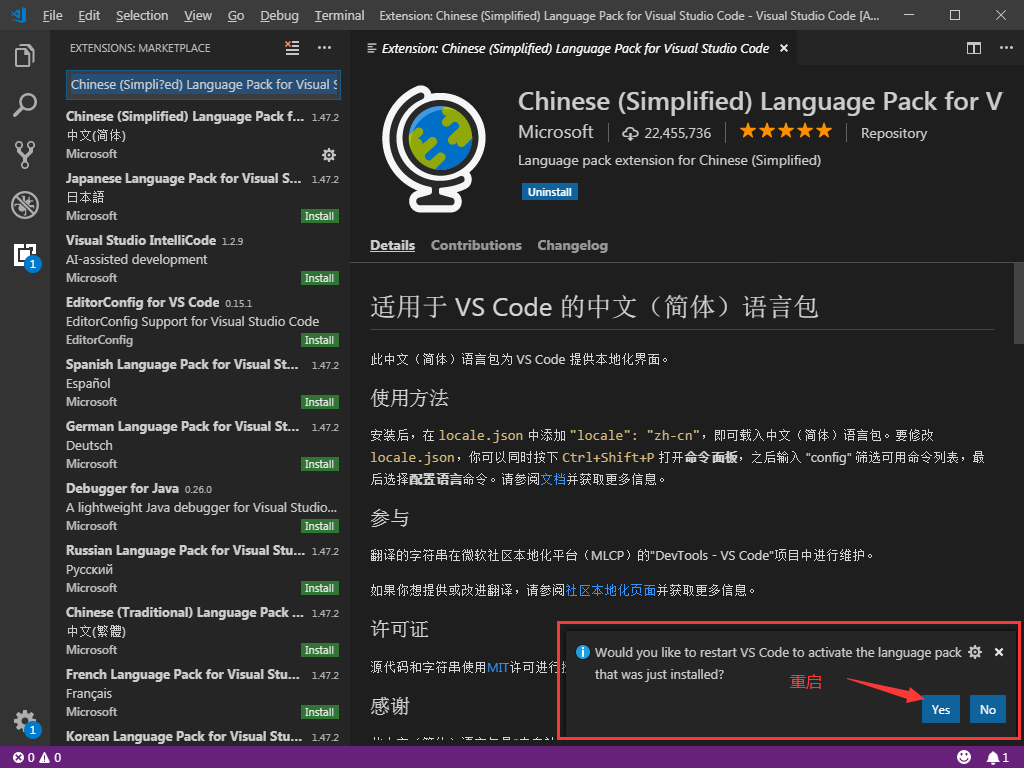 File Edit Selection View Go Debug Terminal Extension: Chinese (Simplified) Language Pack for Visual Studio Code - Visual Studio Code [A...
EXTENSIONS: MARKETPLACE
Chinese (Simpli?ed) Language Pack for Visual S
Chinese (Simplified) Language Pack for V... 1.47.2
中文(简体)
Microsoft
Japanese Language Pack for Visual S... 1.47.2
日本語
Microsoft Install
Visual Studio IntelliCode 1.2.9
AI-assisted development
Microsoft Install
EditorConfig for VS Code 0.15.1
EditorConfig Support for Visual Studio Code
EditorConfig Install
Spanish Language Pack for Visual St... 1.47.2
Español
Microsoft Install
German Language Pack for Visual St... 1.47.2
Deutsch
Microsoft Install
Debugger for Java 0.26.0
A lightweight Java debugger for Visual Studio...
Microsoft Install
Russian Language Pack for Visual Stu... 1.47.2
Русский
Microsoft Install
Chinese (Traditional) Language Pack ... 1.47.2
中文(繁體)
Microsoft Install
French Language Pack for Visual Stu... 1.47.2
Français
Microsoft Install
Korean Language Pack for Visual Stu... 1.47.2
1
1
Extension: Chinese (Simplified) Language Pack for Visual Studio Code
Chinese (Simplified) Language Pack for V
Microsoft 22,455,736 Repository
Language pack extension for Chinese (Simplified)
Uninstall
Details Contributions Changelog
适用于 VS Code 的中文（简体）语言包
此中文（简体）语言包为 VS Code 提供本地化界面。
使用方法
安装后，在 locale.json 中添加 "locale": "zh-cn"，即可载入中文（简体）语言包。要修改
locale.json，你可以同时按下 Ctrl+Shift+P 打开命令面板，之后输入 "config" 筛选可用命令列表，最
后选择配置语言命令。请参阅文档并获取更多信息。
参与
翻译的字符串在微软社区本地化平台（MLCP）的"DevTools - VS Code"项目中进行维护。
如果你想提供或改进翻译，请参阅社区本地化页面并获取更多信息。
许可证
源代码和字符串使用MIT许可进行
感谢
Would you like to restart VS Code to activate the language pack
that was just installed?
重启
Yes No
0 0 1